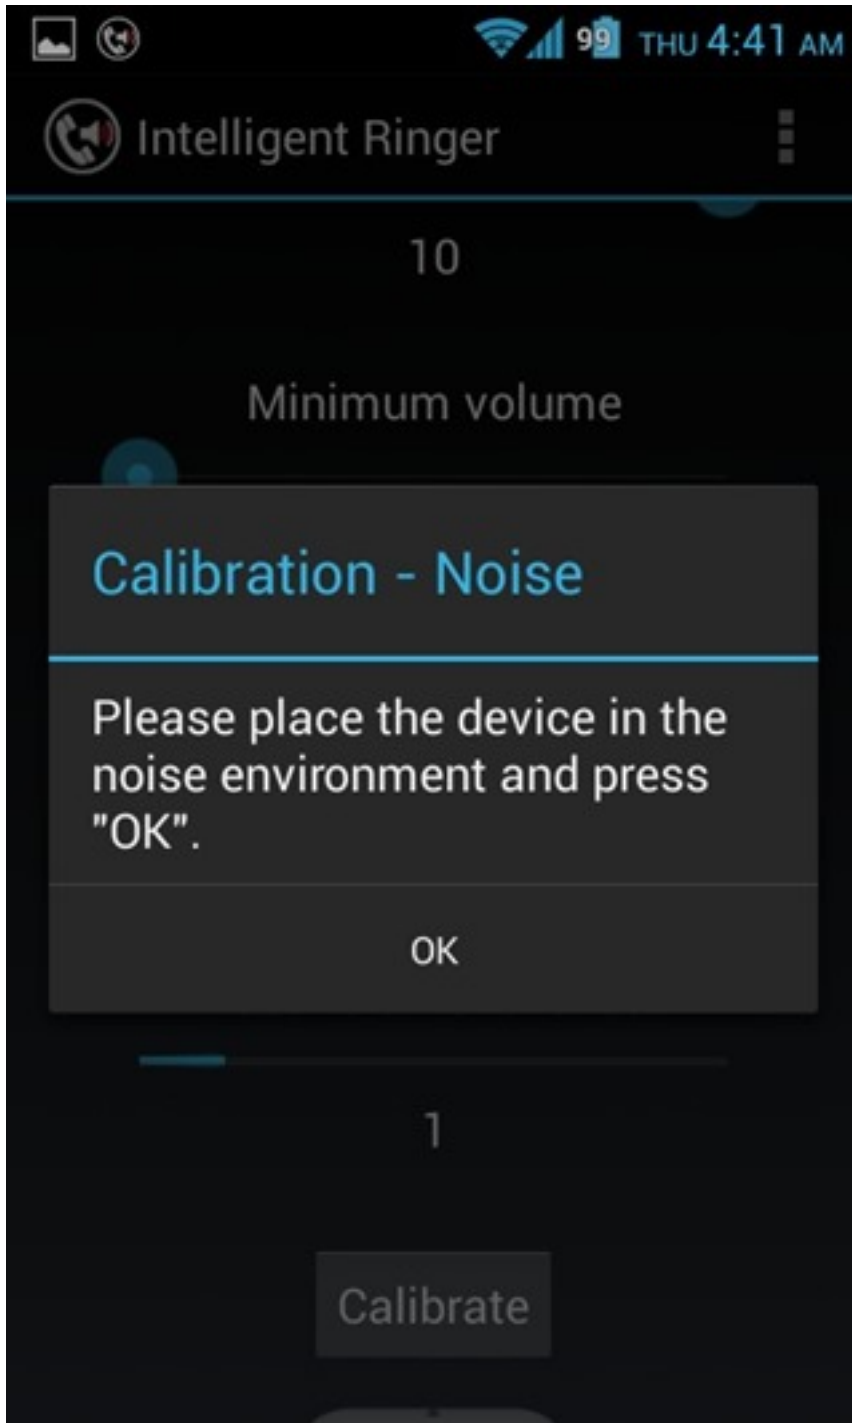 99 THU 4:41 AM
Intelligent Ringer
10
Minimum volume
Calibration - Noise
Please place the device in the
noise environment and press
"OK".
OK
1
Calibrate